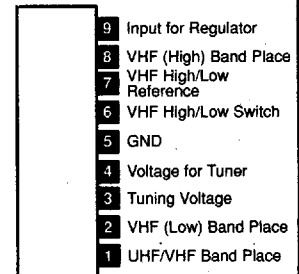 9 Input for Regulator
8 VHF (High) Band Place
7 VHF High/Low
Reference
6 VHF High/Low Switch
5 GND
4 Voltage for Tuner
3 Tuning Voltage
2 VHF (Low) Band Place
1 UHF/VHF Band Place